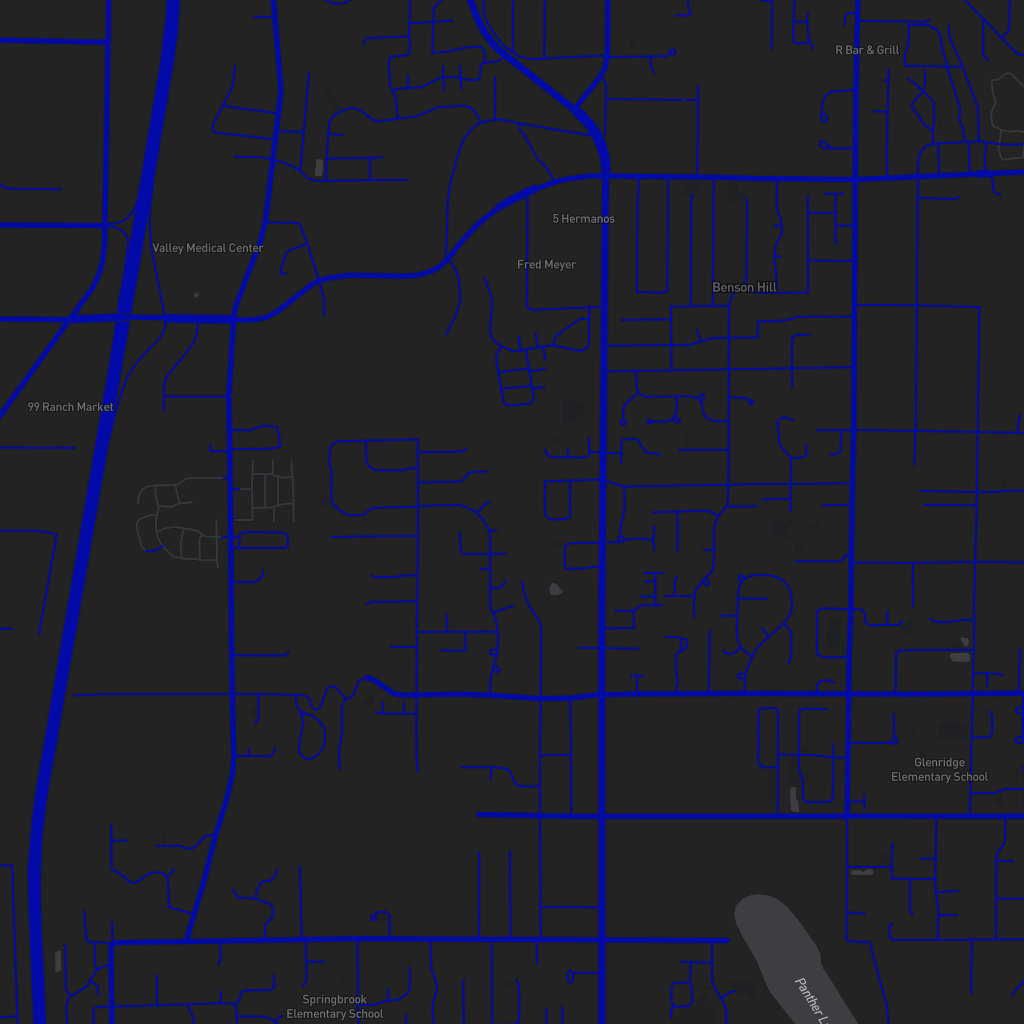 R Bar & Grill
5 Hermanos
Valley Medical Center
Fred Meyer
Benson Hill
99 Ranch Market
Glenridge
Elementary School
Springbrook
Elementary School
Panther L